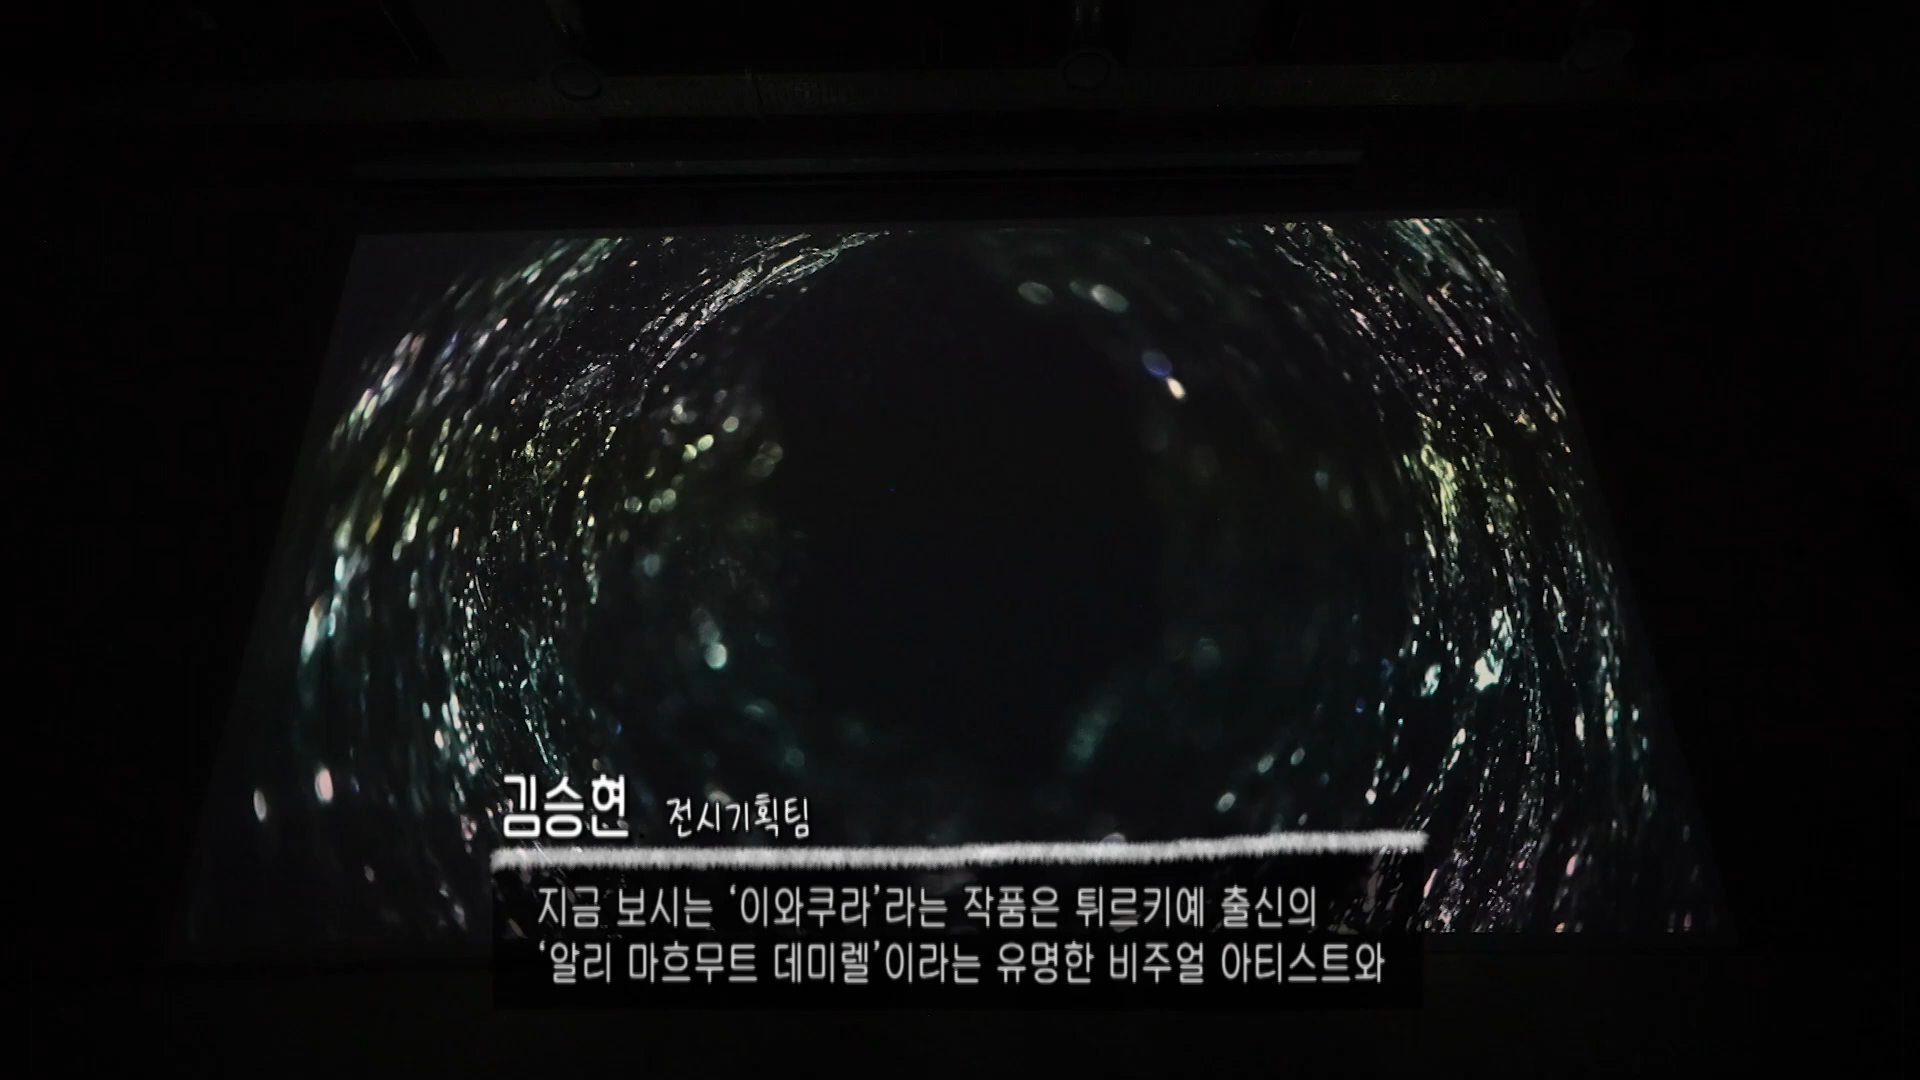 김승현 전시기획팀
지금 보시는 ‘이와쿠라’라는 작품은 튀르키예 출신의
‘알리 마흐무트 데미렐’이라는 유명한 비주얼 아티스트와